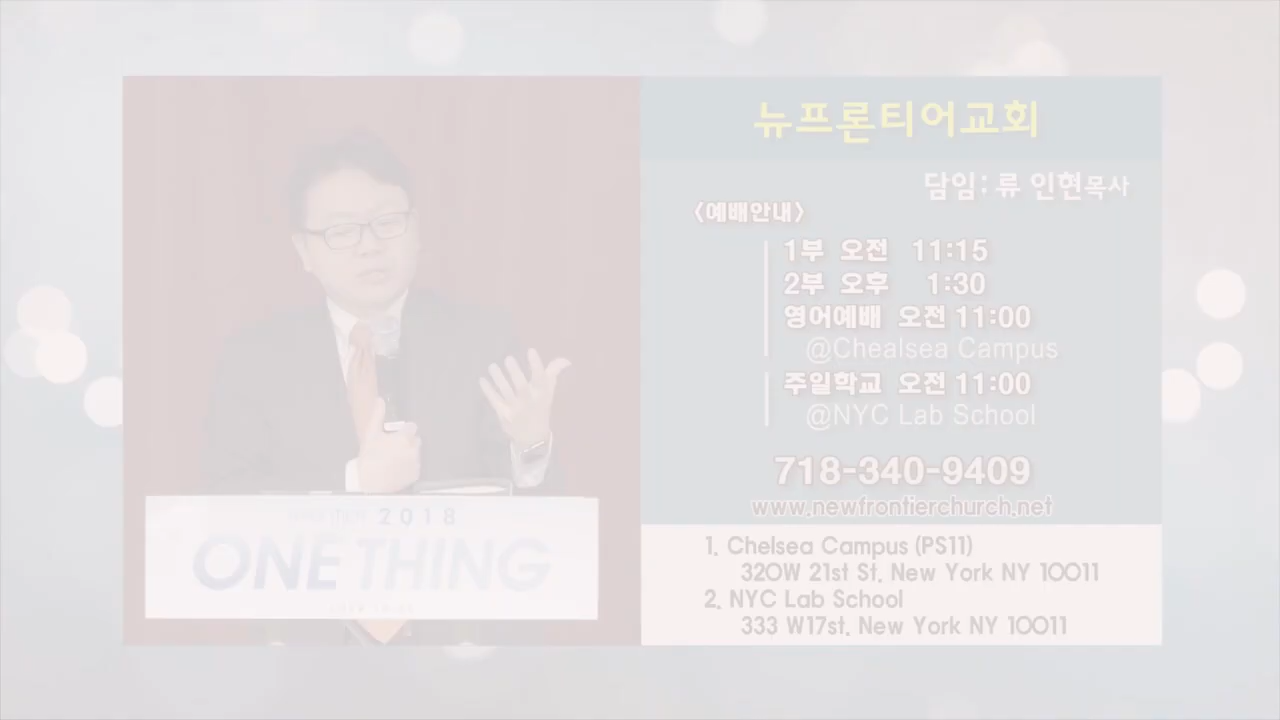 뉴프론티어교회
담임: 류 인현목사
<예배안내>
1부 오전 11:15
2부 오후 1:30
영어예배 오전 11:00
@Chealsea Campus
주일학교 오전 11:00
@NYC Lab School
718-340-9409
www.newfrontierchurch.net
1. Chelsea Campus (PS11)
320W 21st St. New York NY 10011
2. NYC Lab School
333 W17st. New York NY 10011
2018
ONE THING